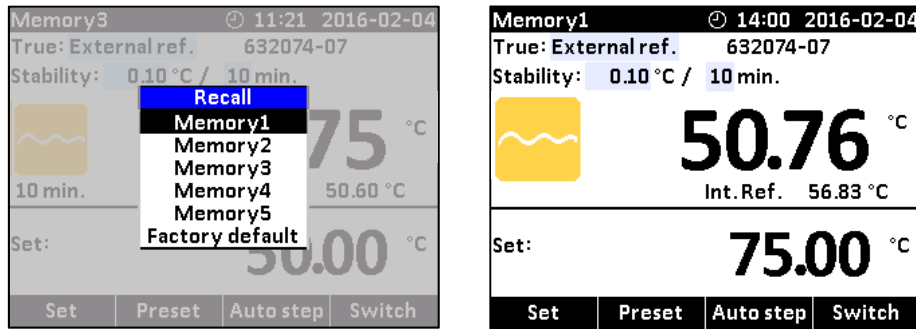 Memory3 11:21 2016-02-04
True: External ref. 632074-07
Stability: 0.10 °C / 10 min.
Recall
Memory1
Memory2
Memory3
Memory4
Memory5
Factory default
75 °C
10 min. 50.60 °C
Set: 50.00 °C
Set Preset Auto step Switch
Memory1 14:00 2016-02-04
True: External ref. 632074-07
Stability: 0.10 °C / 10 min.
50.76 °C
Int. Ref. 56.83 °C
Set: 75.00 °C
Set Preset Auto step Switch